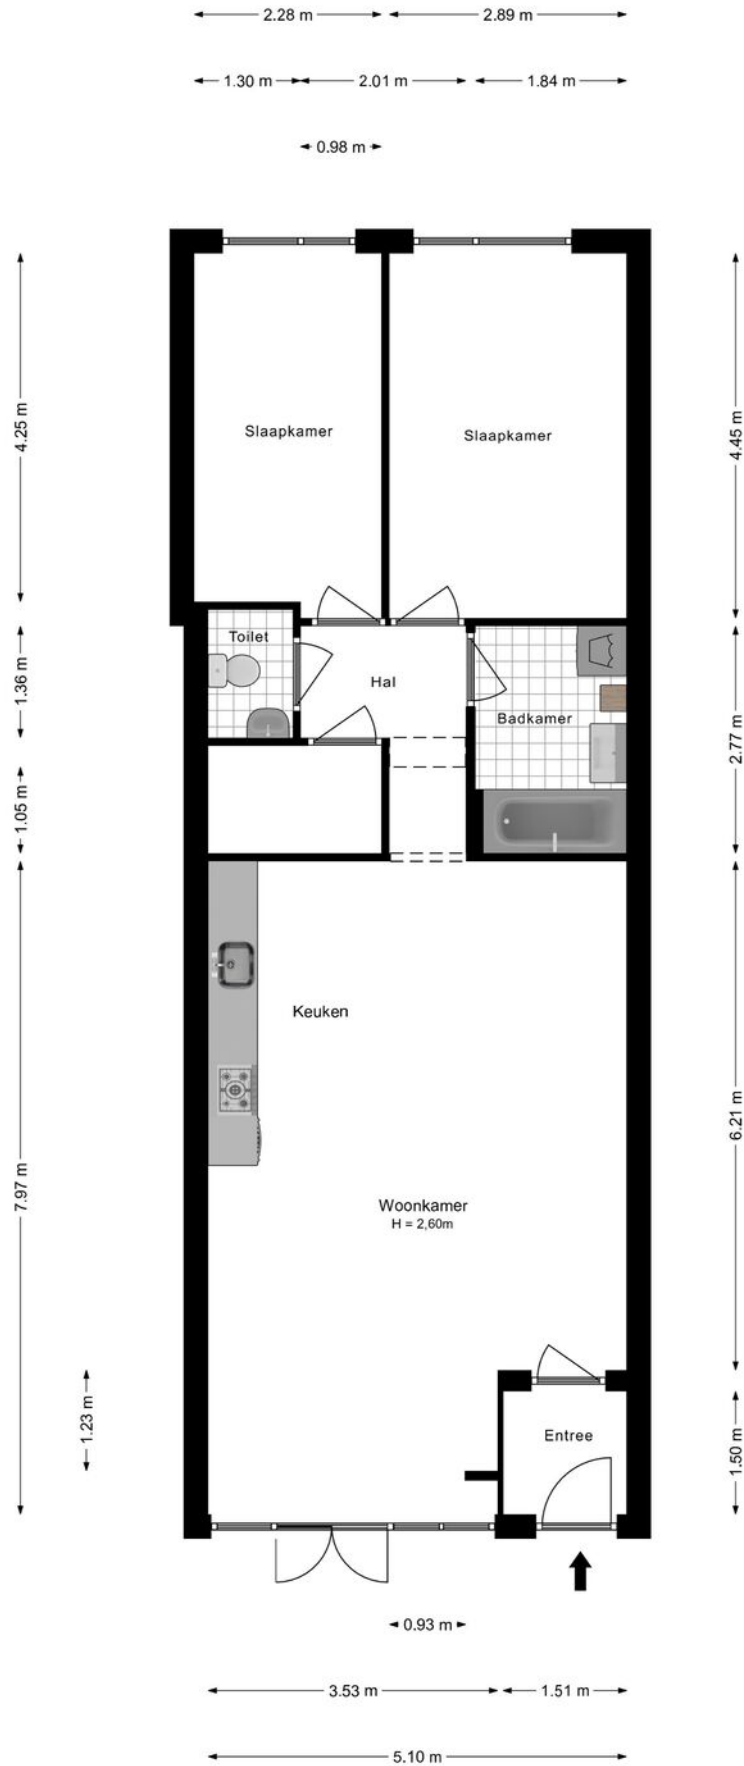 2.28 m
2.89 m
1.30 m
2.01 m
1.84 m
0.98 m
4.25 m
4.45 m
Slaapkamer
Slaapkamer
Toilet
1.36 m
Hal
Badkamer
2.77 m
1.05 m
Keuken
7.97 m
6.21 m
Woonkamer
H = 2,60m
1.23 m
Entree
1.50 m
0.93 m
3.53 m
1.51 m
5.10 m